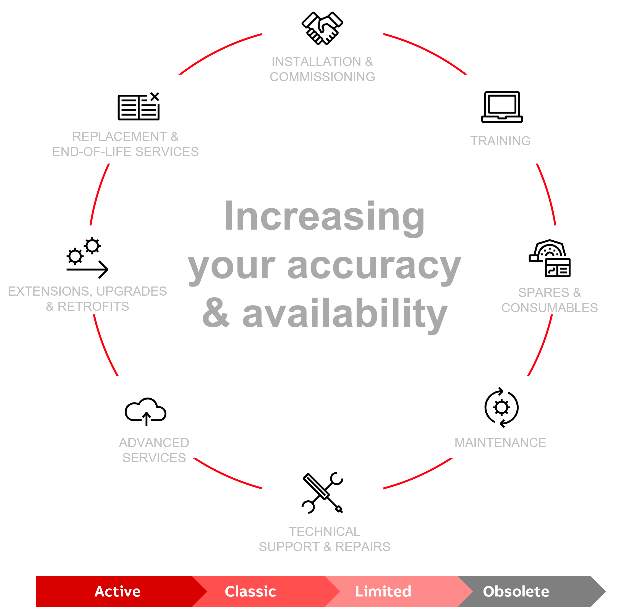 INSTALLATION &
COMMISSIONING
TRAINING
SPARES &
CONSUMABLES
MAINTENANCE
TECHNICAL
SUPPORT & REPAIRS
ADVANCED
SERVICES
EXTENSIONS, UPGRADES
& RETROFITS
REPLACEMENT &
END-OF-LIFE SERVICES
Increasing
your accuracy
& availability
Active
Classic
Limited
Obsolete